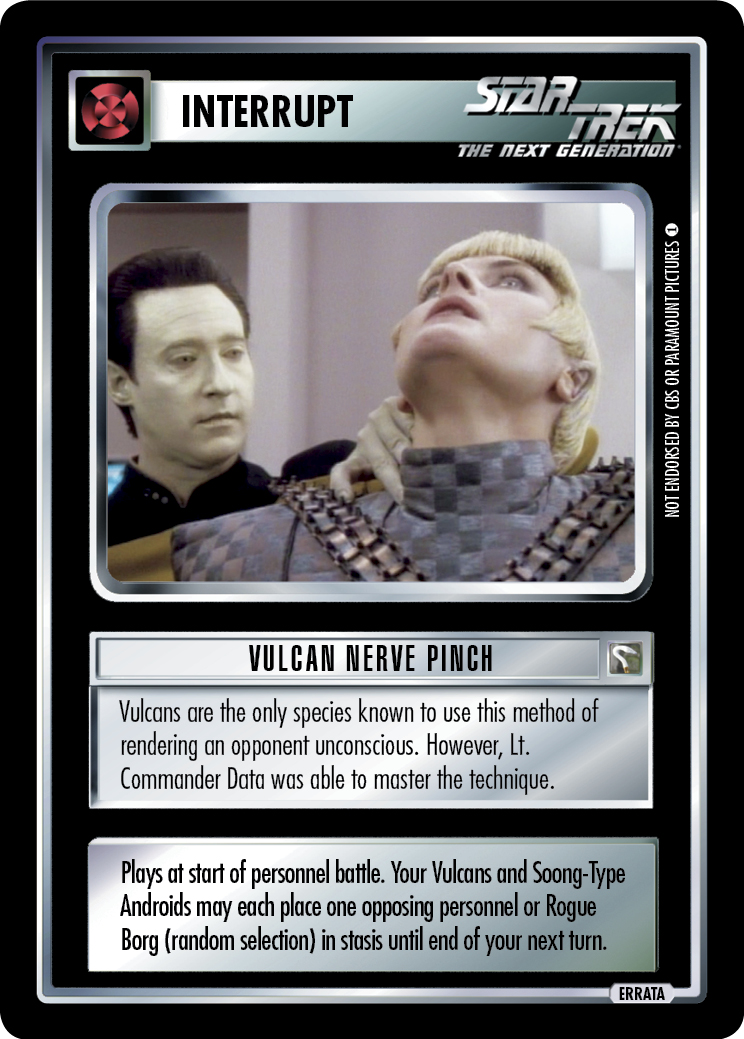 INTERRUPT
STAR TREK
THE NEXT GENERATION
NOT ENDORSED BY CBS OR PARAMOUNT PICTURES 1
VULCAN NERVE PINCH
Vulcans are the only species known to use this method of
rendering an opponent unconscious. However, Lt.
Commander Data was able to master the technique.
Plays at start of personnel battle. Your Vulcans and Soong-Type
Androids may each place one opposing personnel or Rogue
Borg (random selection) in stasis until end of your next turn.
ERRATA